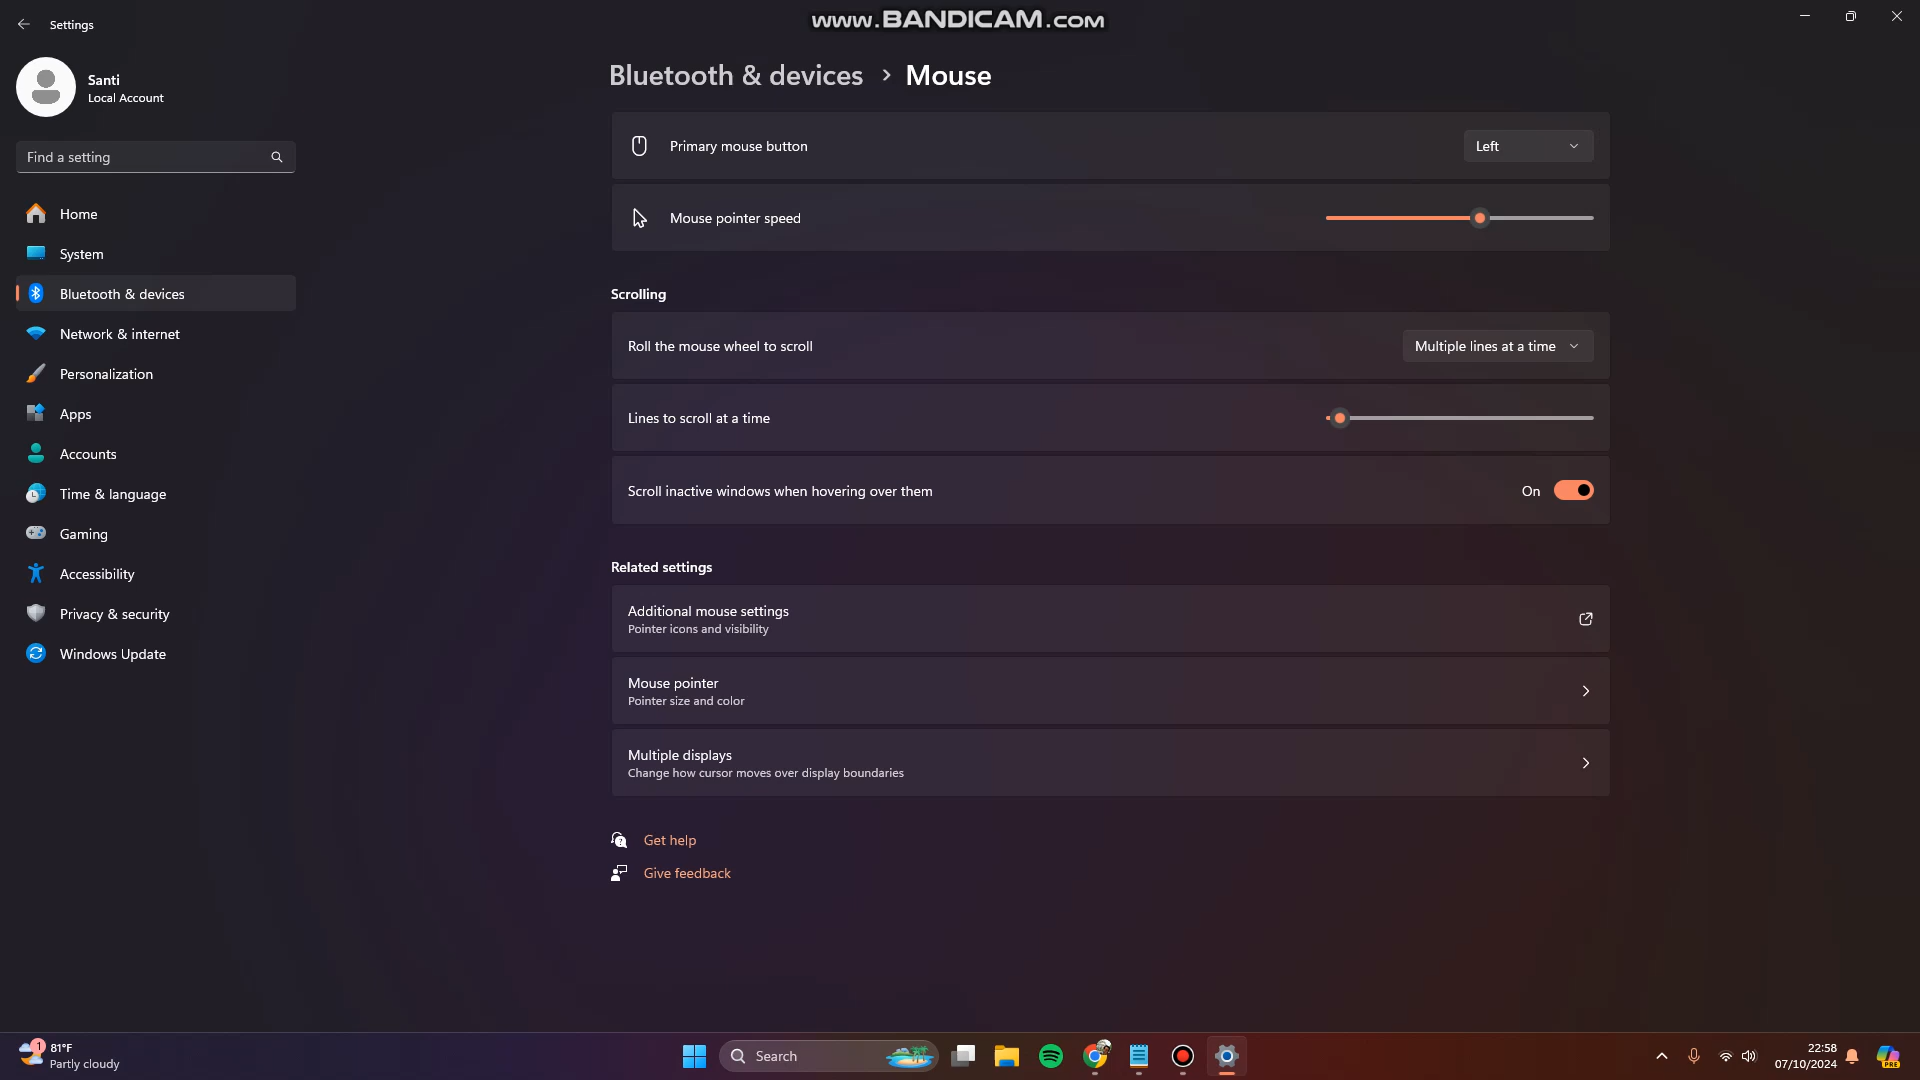 Settings
www.BANDICAM.com
Santi
Local Account
Find a setting
Home
System
Bluetooth & devices
Network & internet
Personalization
Apps
Accounts
Time & language
Gaming
Accessibility
Privacy & security
Windows Update
Bluetooth & devices > Mouse
Primary mouse button Left
Mouse pointer speed
Scrolling
Roll the mouse wheel to scroll Multiple lines at a time
Lines to scroll at a time
Scroll inactive windows when hovering over them On
Related settings
Additional mouse settings
Pointer icons and visibility
Mouse pointer
Pointer size and color
Multiple displays
Change how cursor moves over display boundaries
Get help
Give feedback
1
81°F
Partly cloudy
Search
22:58
07/10/2024
PRE